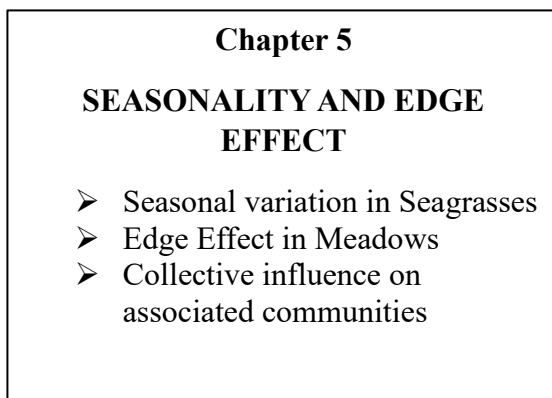 Chapter 5
SEASONALITY AND EDGE
EFFECT
➢ Seasonal variation in Seagrasses
➢ Edge Effect in Meadows
➢ Collective influence on
associated communities